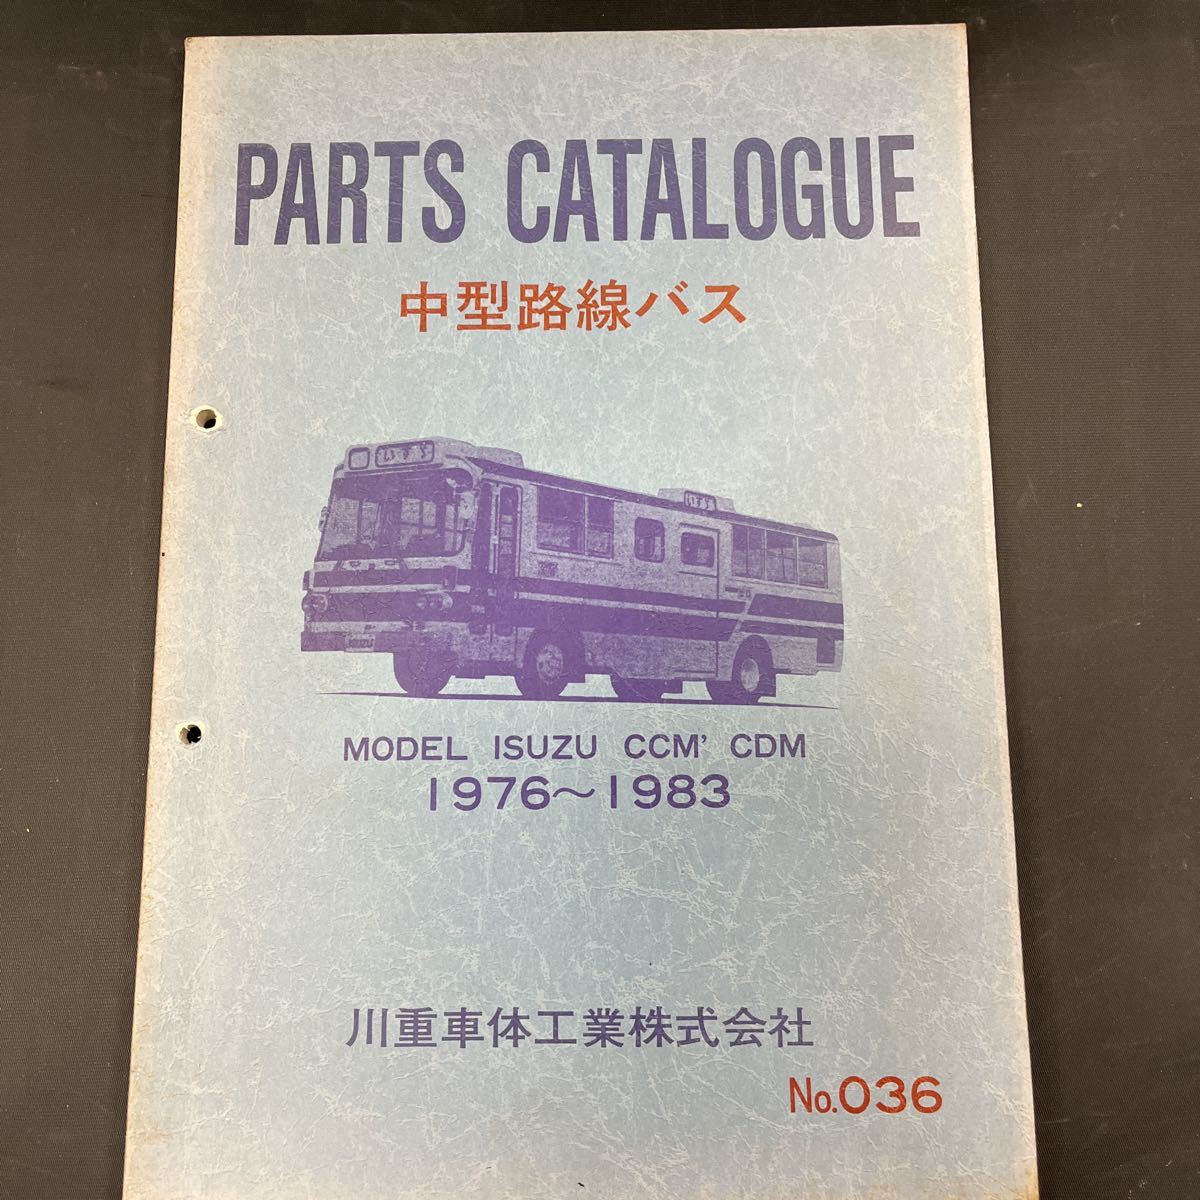 PARTS CATALOGUE
中型路線バス
いすゞ
いすゞ
ISUZU
MODEL ISUZU CCM' CDM
1976〜1983
川重車体工業株式会社
No.036